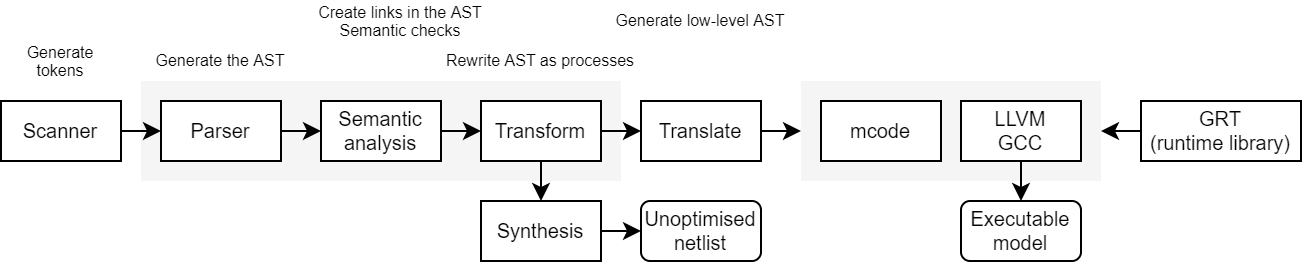 Create links in the AST
Semantic checks
Generate low-level AST
Generate
tokens
Generate the AST
Rewrite AST as processes
Scanner
Parser
Semantic
analysis
Transform
Translate
mcode
LLVM
GCC
GRT
(runtime library)
Synthesis
Unoptimised
netlist
Executable
model